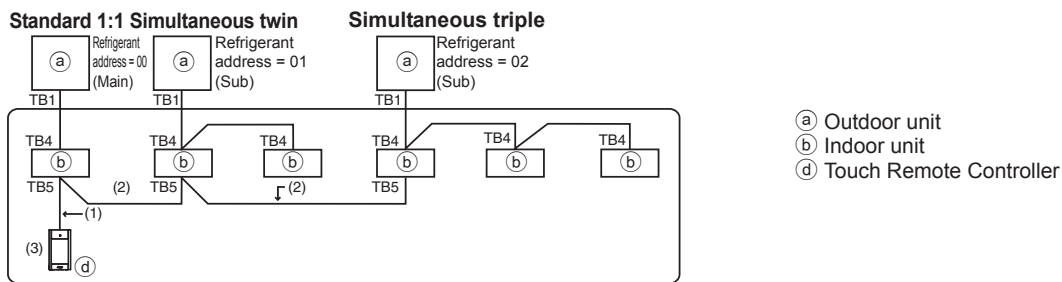 Standard 1:1 Simultaneous twin
Simultaneous triple
Refrigerant
address = 00
(Main)
Refrigerant
address = 01
(Sub)
Refrigerant
address = 02
(Sub)
a
a
a
TB1
TB1
TB1
TB4
TB4
TB4
TB4
TB4
TB4
b
b
b
b
b
b
TB5
(2)
TB5
(2)
TB5
(1)
(3)
d
a Outdoor unit
b Indoor unit
d Touch Remote Controller